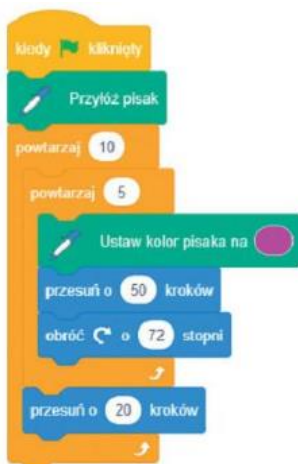 kiedy kliknięty
Przyłóż pisak
powtarzaj 10
powtarzaj 5
Ustaw kolor pisaka na
przesuń o 50 kroków
obróć o 72 stopni
przesuń o 20 kroków